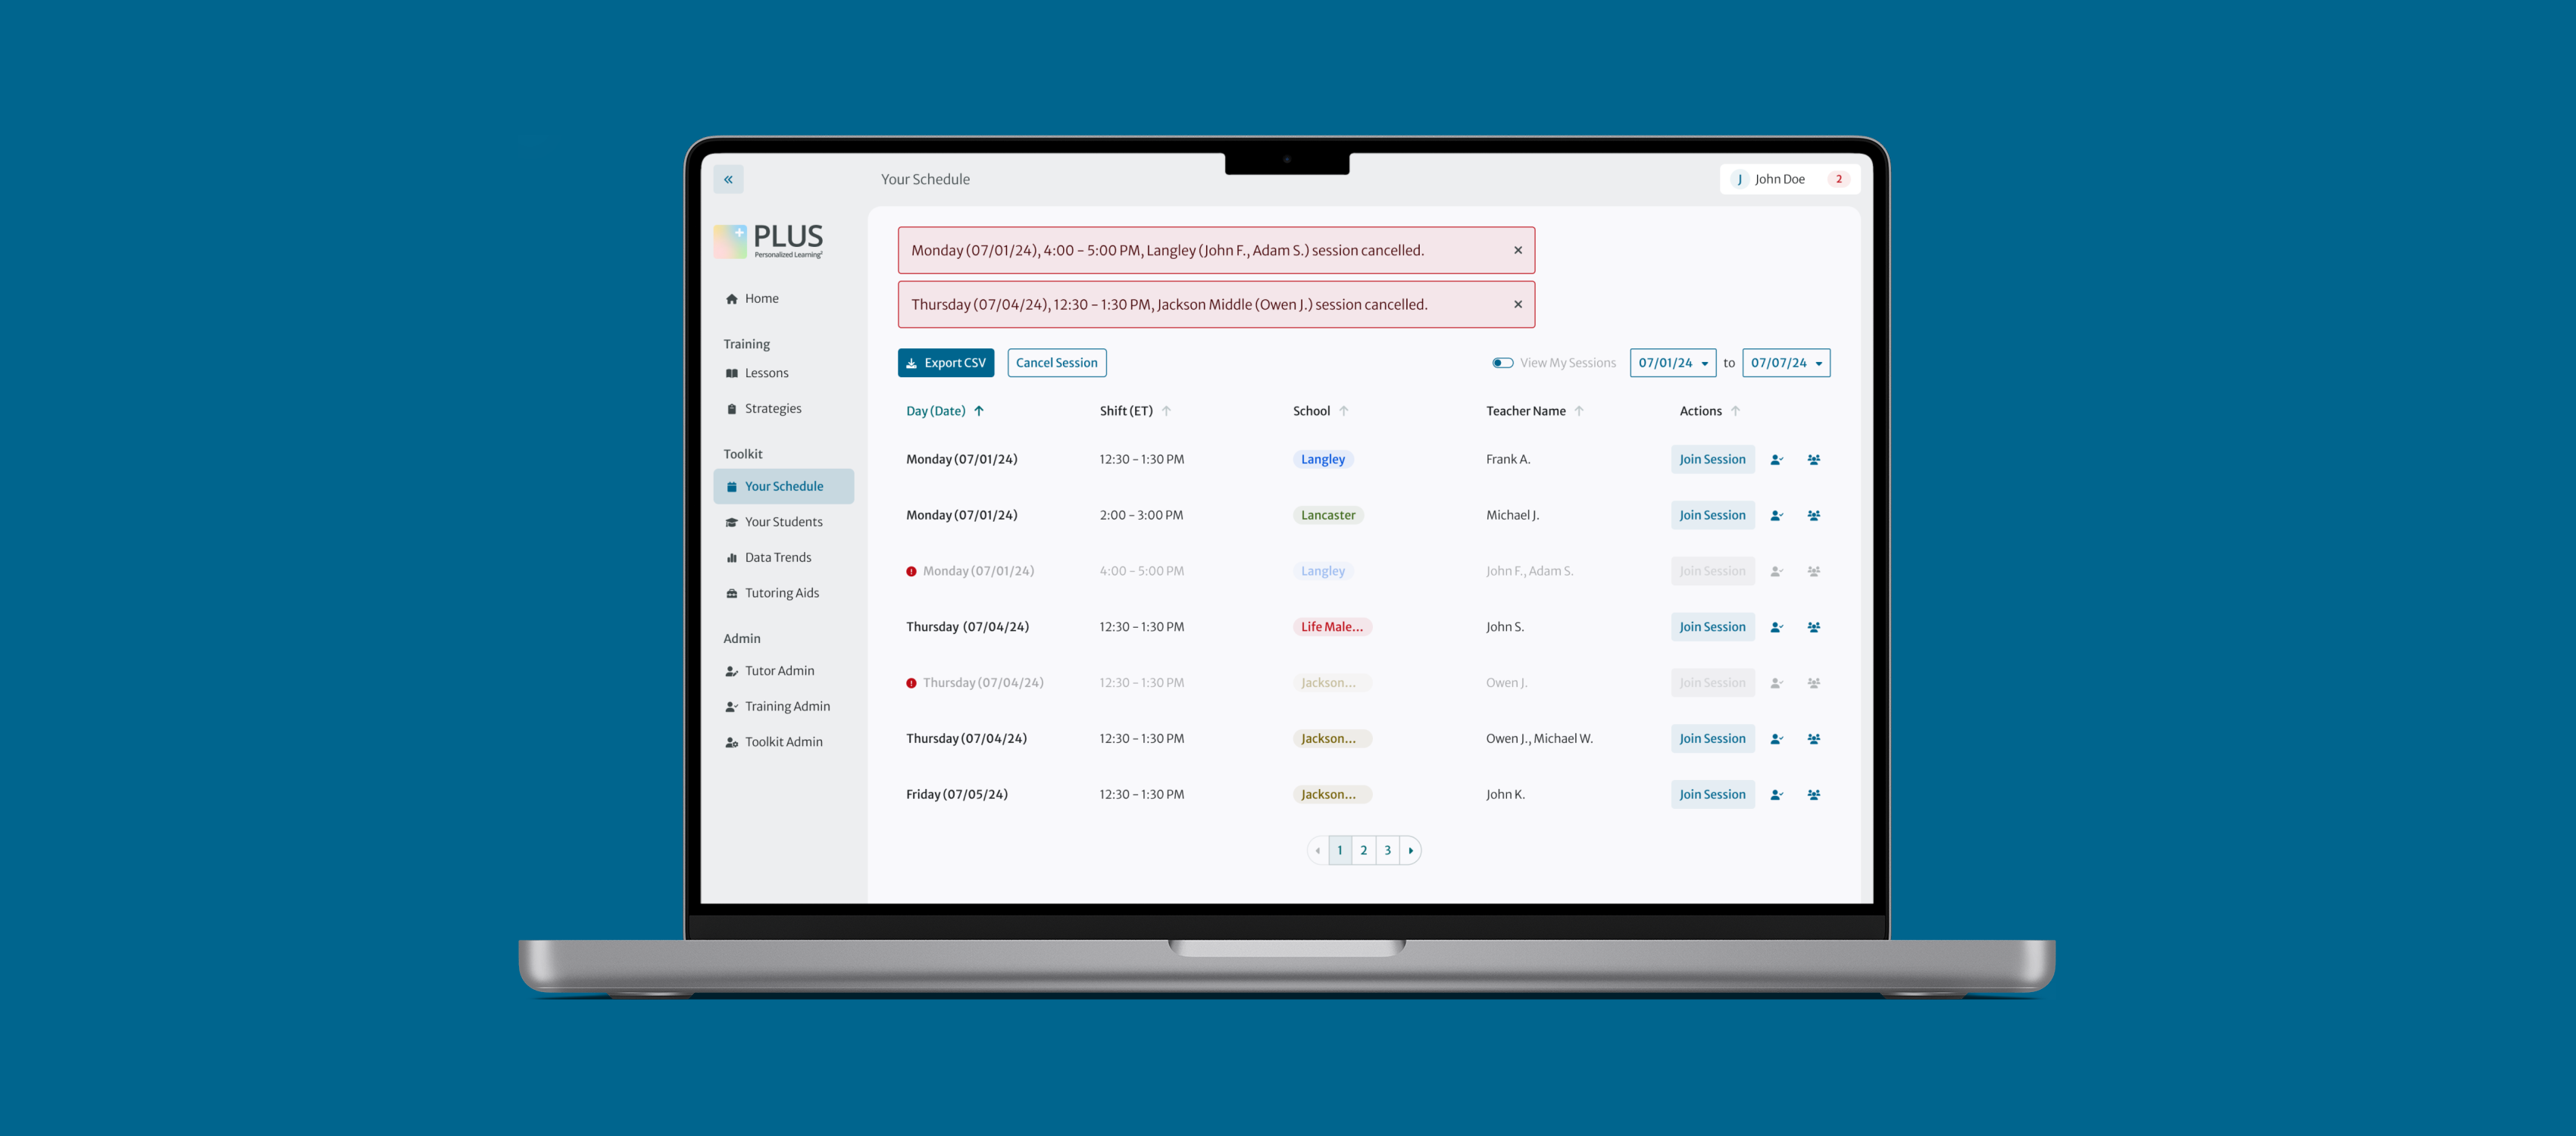 Your Schedule
J John Doe 2
PLUS
Personalized Learning²
Home
Training
Lessons
Strategies
Toolkit
Your Schedule
Your Students
Data Trends
Tutoring Aids
Admin
Tutor Admin
Training Admin
Toolkit Admin
Monday (07/01/24), 4:00 – 5:00 PM, Langley (John F., Adam S.) session cancelled.
Thursday (07/04/24), 12:30 – 1:30 PM, Jackson Middle (Owen J.) session cancelled.
Export CSV Cancel Session View My Sessions 07/01/24 to 07/07/24
Day (Date) Shift (ET) School Teacher Name Actions
Monday (07/01/24) 12:30 – 1:30 PM Langley Frank A. Join Session
Monday (07/01/24) 2:00 – 3:00 PM Lancaster Michael J. Join Session
Monday (07/01/24) 4:00 – 5:00 PM Langley John F., Adam S. Join Session
Thursday (07/04/24) 12:30 – 1:30 PM Life Male... John S. Join Session
Thursday (07/04/24) 12:30 – 1:30 PM Jackson... Owen J. Join Session
Thursday (07/04/24) 12:30 – 1:30 PM Jackson... Owen J., Michael W. Join Session
Friday (07/05/24) 12:30 – 1:30 PM Jackson... John K. Join Session
1 2 3